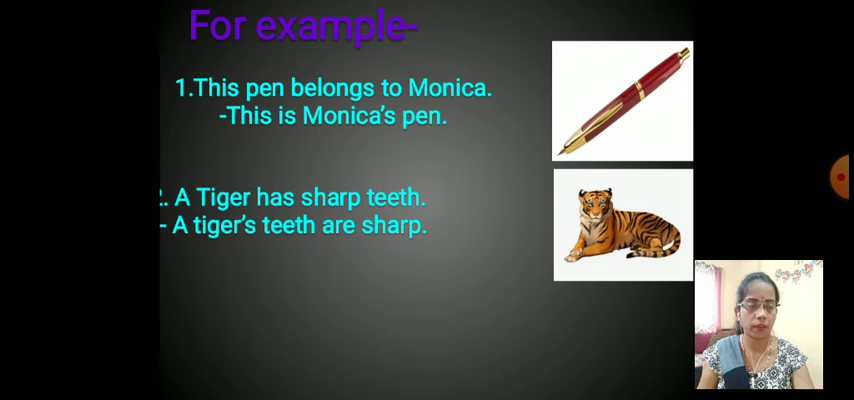 For example-
1.This pen belongs to Monica.
-This is Monica's pen.
2. A Tiger has sharp teeth.
- A tiger's teeth are sharp.